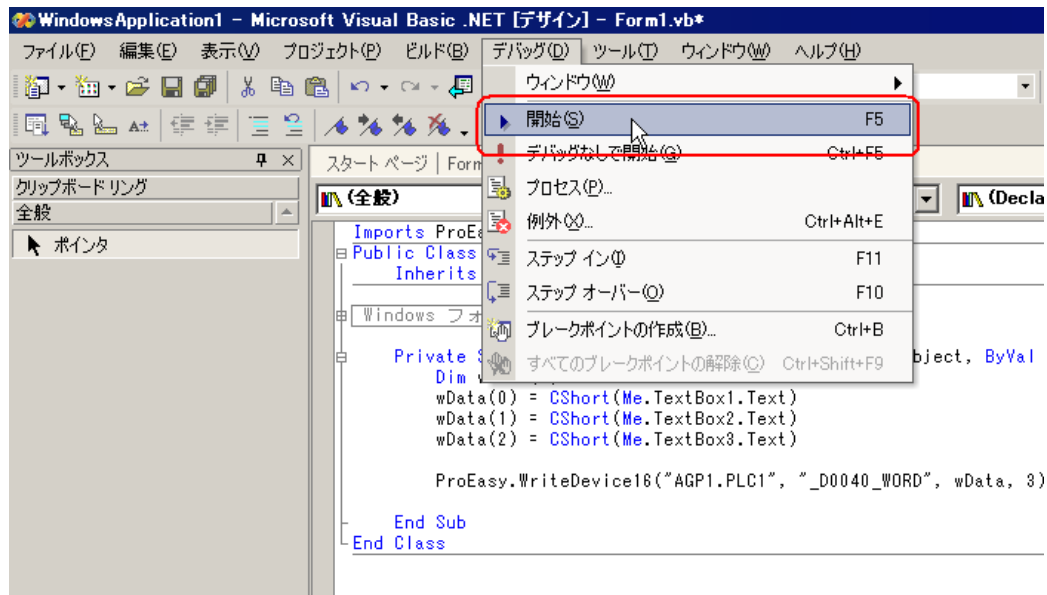 WindowsApplication1 - Microsoft Visual Basic .NET [デザイン] - Form1.vb*
ファイル(F) 編集(E) 表示(V) プロジェクト(P) ビルド(B) デバッグ(D) ツール(T) ウィンドウ(W) ヘルプ(H)
ウィンドウ(W)
開始(S) F5
デバッグなしで開始(G) Ctrl+F5
プロセス(P)...
例外(X)... Ctrl+Alt+E
ステップ イン(I) F11
ステップ オーバー(O) F10
ブレークポイントの作成(B)... Ctrl+B
すべてのブレークポイントの解除(C) Ctrl+Shift+F9
ツールボックス
クリップボード リング
全般
ポインタ
スタート ページ Form
(全般) (Decla
Imports ProEa
Public Class
Inherits
Windows フォ
Private bject, ByVal
Dim
wData(0) = CShort(Me.TextBox1.Text)
wData(1) = CShort(Me.TextBox2.Text)
wData(2) = CShort(Me.TextBox3.Text)
ProEasy.WriteDevice16("AGP1.PLC1", "_D0040_WORD", wData, 3)
End Sub
End Class